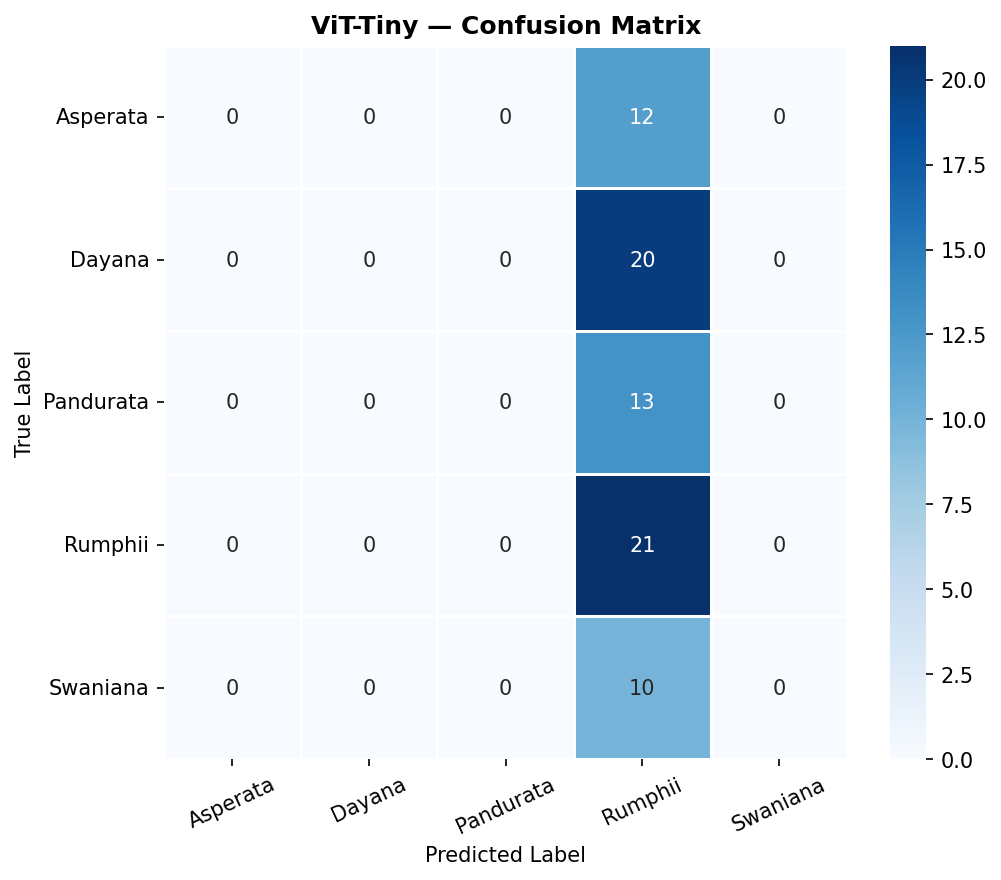 ViT-Tiny — Confusion Matrix
Asperata 0 0 0 12 0
Dayana 0 0 0 20 0
Pandurata 0 0 0 13 0
Rumphii 0 0 0 21 0
Swaniana 0 0 0 10 0
Asperata Dayana Pandurata Rumphii Swaniana
Predicted Label
True Label
20.0
17.5
15.0
12.5
10.0
7.5
5.0
2.5
0.0